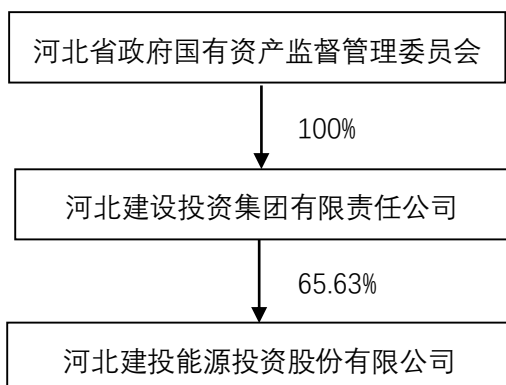 河北省政府国有资产监督管理委员会
100%
河北建设投资集团有限责任公司
65.63%
河北建投能源投资股份有限公司